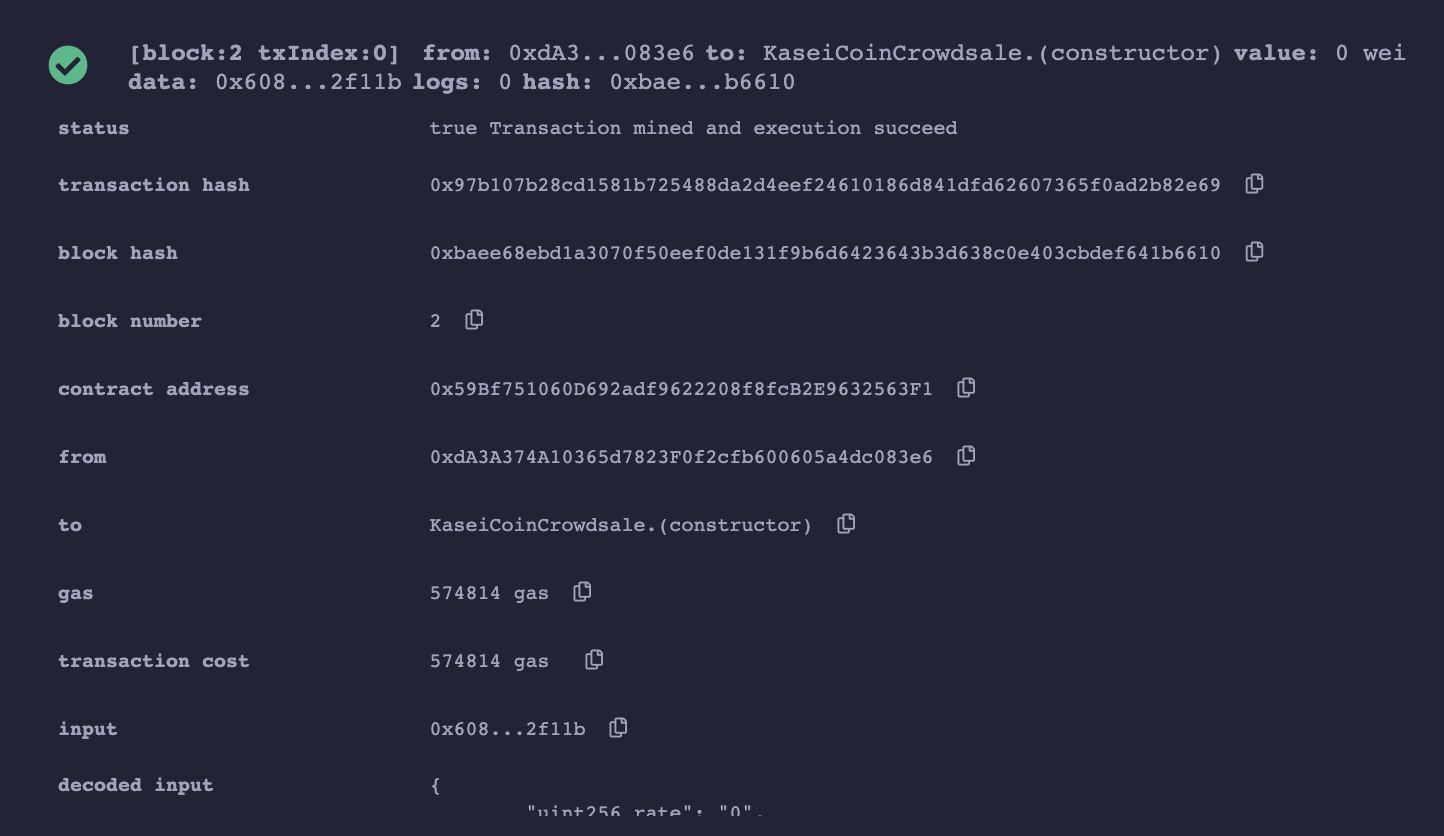 [block:2 txIndex:0] from: 0xdA3...083e6 to: KaseiCoinCrowdsale.(constructor) value: 0 wei
data: 0x608...2f11b logs: 0 hash: 0xbae...b6610
status true Transaction mined and execution succeed
transaction hash 0x97b107b28cd1581b725488da2d4eef24610186d841dfd62607365f0ad2b82e69
block hash 0xbaee68ebd1a3070f50eef0de131f9b6d6423643b3d638c0e403cbdef641b6610
block number 2
contract address 0x59Bf751060D692adf9622208f8fcB2E9632563F1
from 0xdA3A374A10365d7823F0f2cfb600605a4dc083e6
to KaseiCoinCrowdsale.(constructor)
gas 574814 gas
transaction cost 574814 gas
input 0x608...2f11b
decoded input {
"uint256 rate": "0",